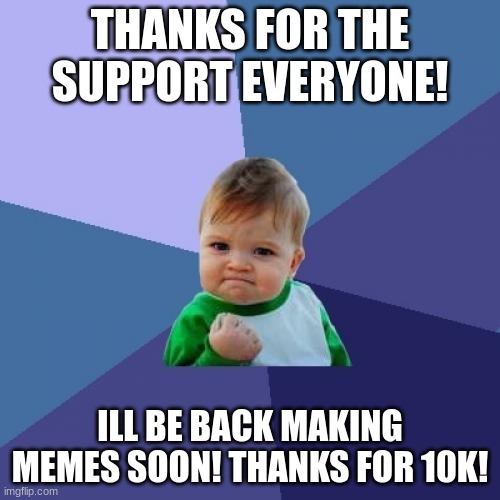 THANKS FOR THE
SUPPORT EVERYONE!
ILL BE BACK MAKING
MEMES SOON! THANKS FOR 10K!
imgflip.com